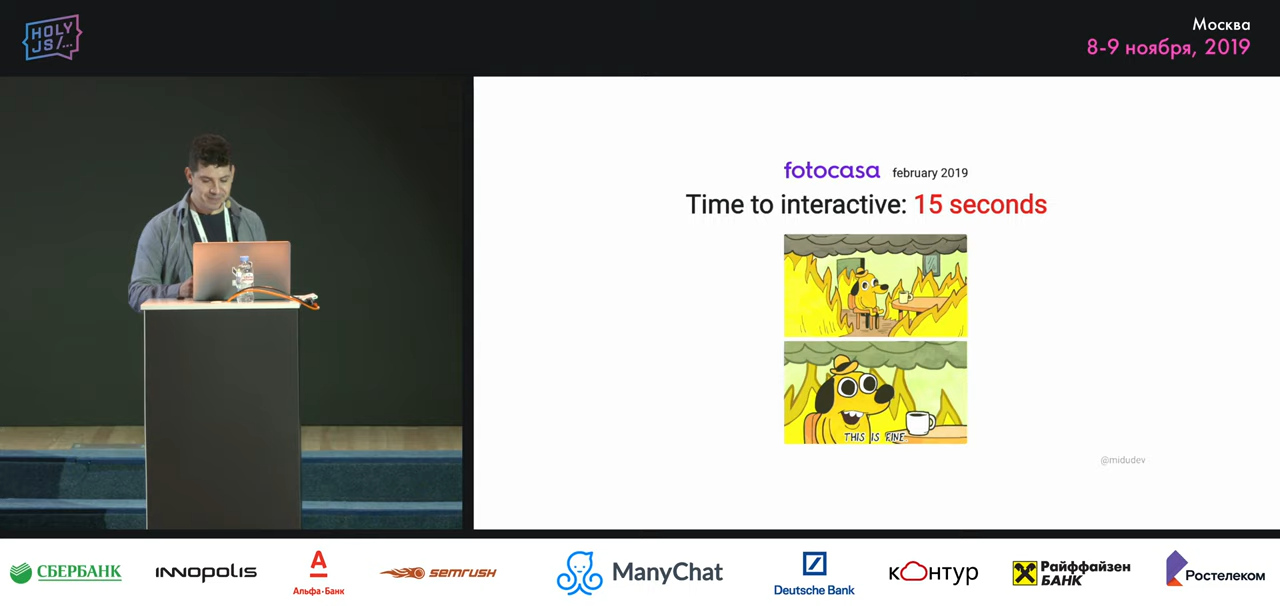 HOLY
JS/...
Москва
8-9 ноября, 2019
fotocasa february 2019
Time to interactive: 15 seconds
THIS IS FINE
@midudev
СБЕРБАНК
INNOPOLIS
А
Альфа·Банк
semrush
ManyChat
Deutsche Bank
кОнтур
Райффайзен
БАНК
Ростелеком